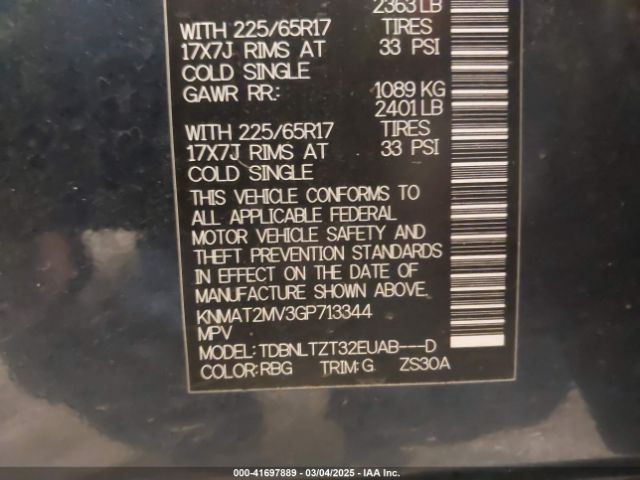 2363 LB
WITH 225/65R17 TIRES
17X7J RIMS AT 33 PSI
COLD SINGLE
GAWR RR: 1089 KG
2401 LB
WITH 225/65R17 TIRES
17X7J RIMS AT 33 PSI
COLD SINGLE
THIS VEHICLE CONFORMS TO
ALL APPLICABLE FEDERAL
MOTOR VEHICLE SAFETY AND
THEFT PREVENTION STANDARDS
IN EFFECT ON THE DATE OF
MANUFACTURE SHOWN ABOVE.
KNMAT2MV3GP713344
MPV
MODEL: TDBNLTZT32EUAB---D
COLOR:RBG TRIM:G ZS30A
000-41697889 - 03/04/2025 - IAA Inc.